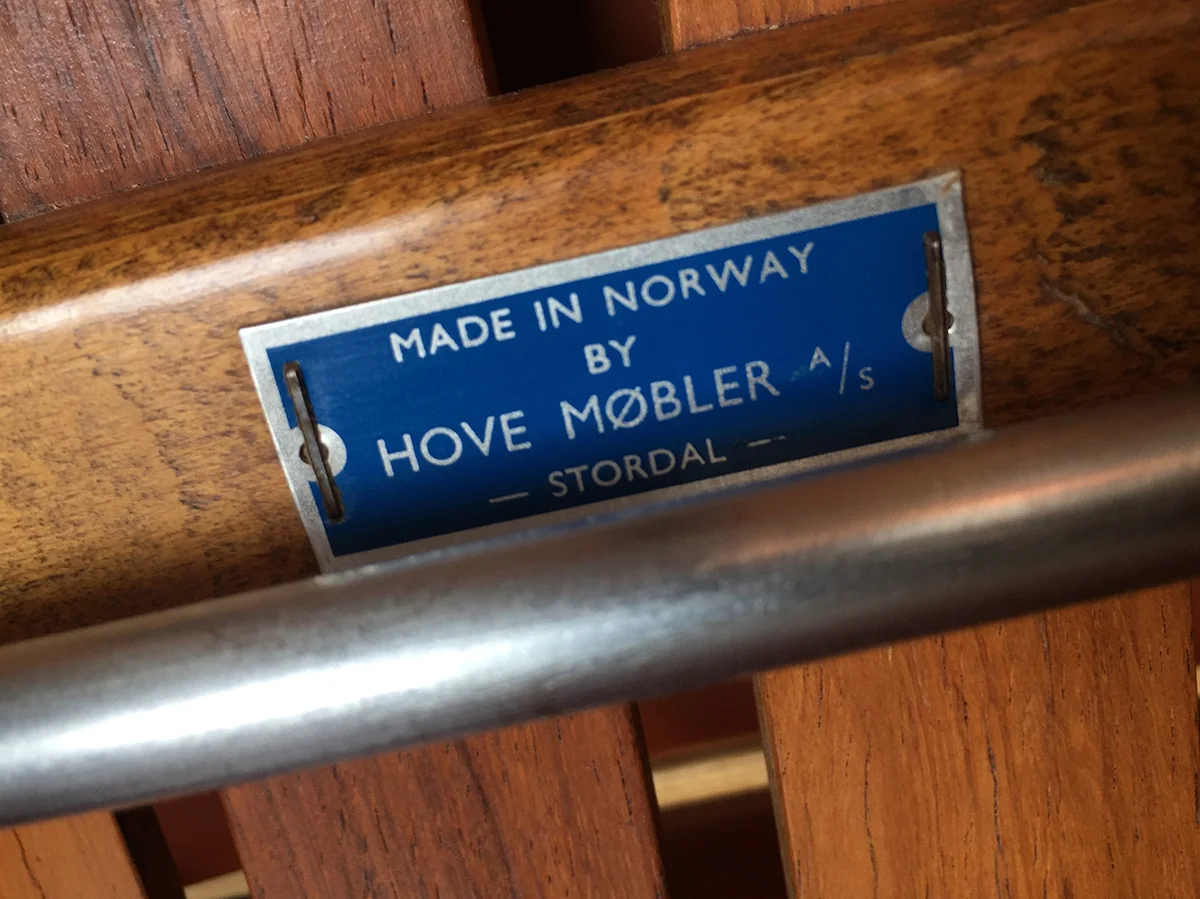 MADE IN NORWAY
BY
HOVE MØBLER A/S
— STORDAL —